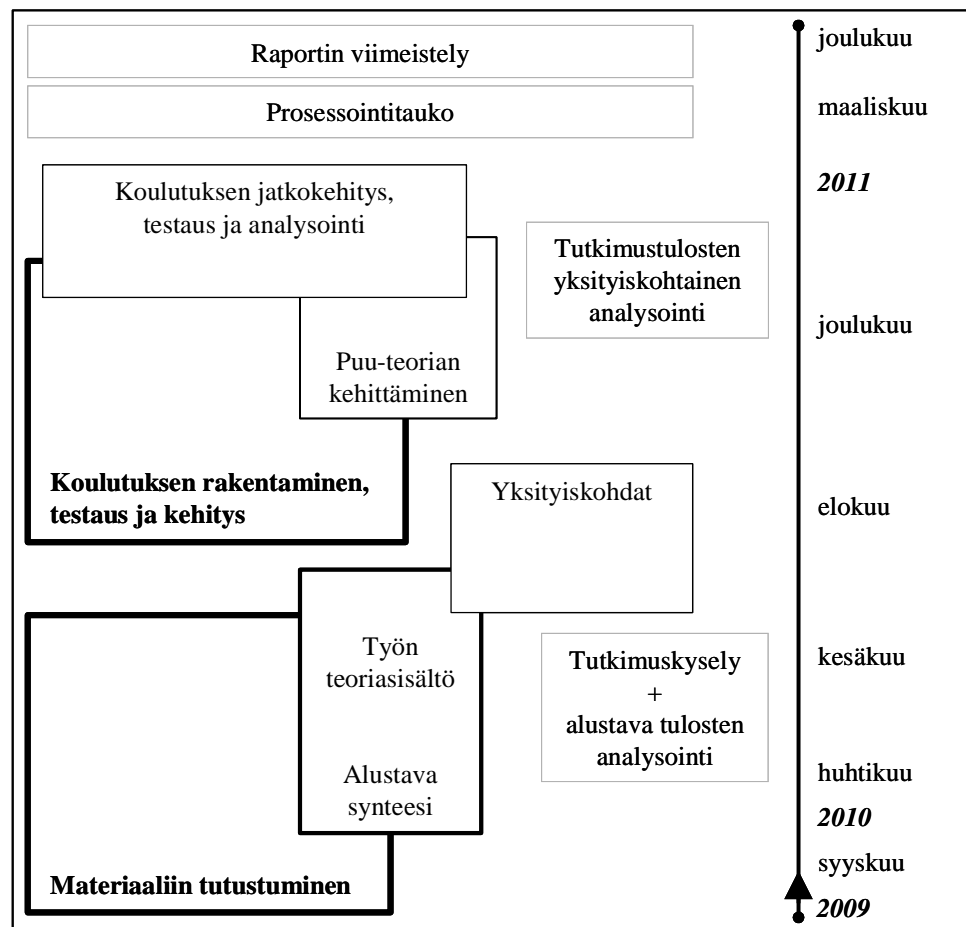 Raportin viimeistely
Prosessointitauko
Koulutuksen jatkokehitys,
testaus ja analysointi
Tutkimustulosten
yksityiskohtainen
analysointi
Puu-teorian
kehittäminen
Koulutuksen rakentaminen,
testaus ja kehitys
Yksityiskohdat
Työn
teoriasisältö
Alustava
synteesi
Tutkimuskysely
+
alustava tulosten
analysointi
Materiaaliin tutustuminen
joulukuu
maaliskuu
2011
joulukuu
elokuu
kesäkuu
huhtikuu
2010
syyskuu
2009